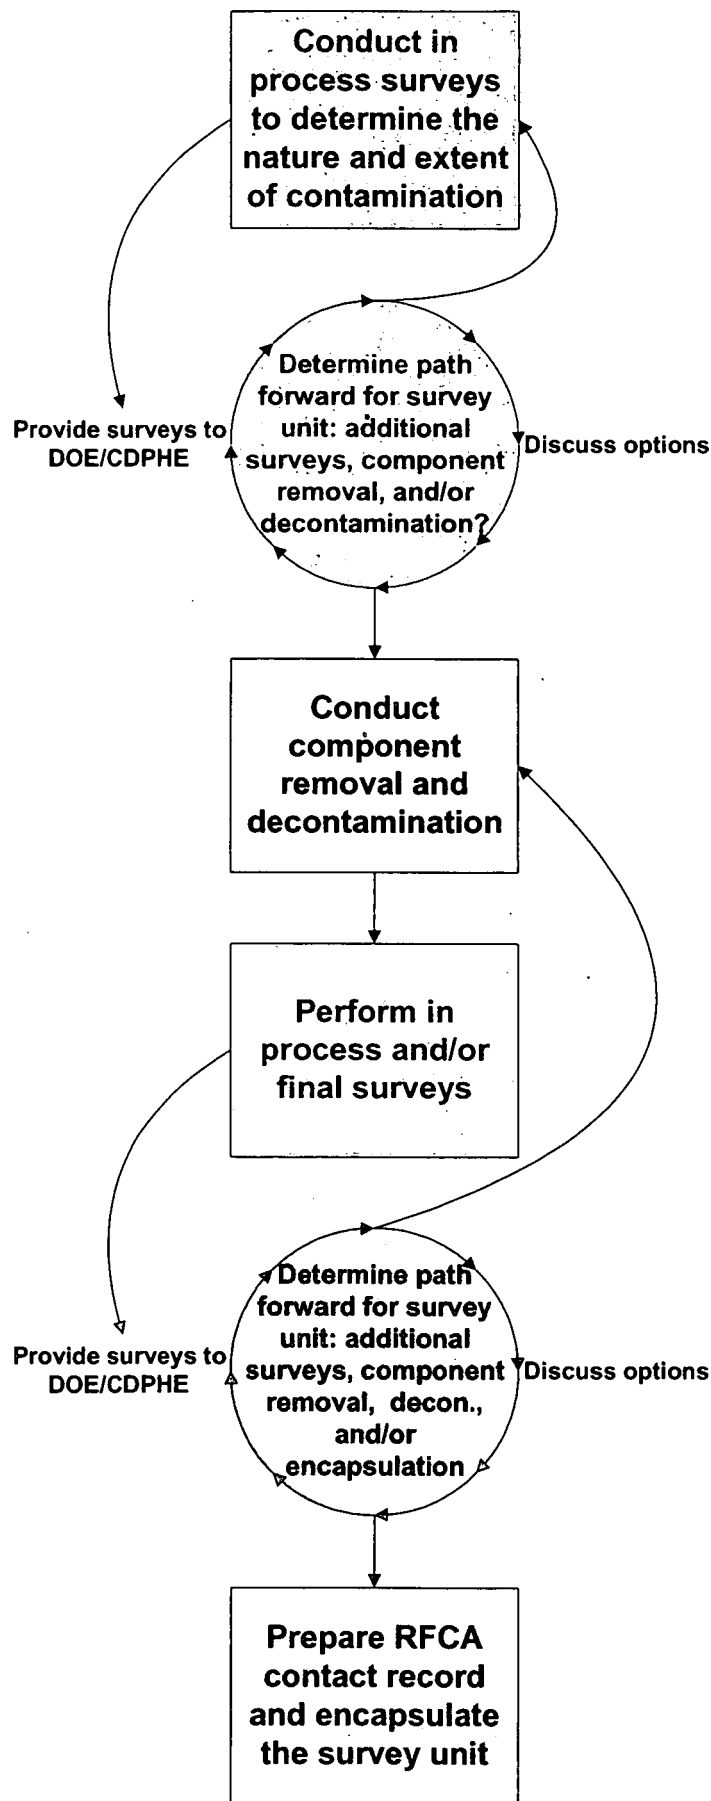 Conduct in
process surveys
to determine the
nature and extent
of contamination
Determine path
forward for survey
unit: additional
surveys, component
removal, and/or
decontamination?
Provide surveys to
DOE/CDPHE
Discuss options
Conduct
component
removal and
decontamination
Perform in
process and/or
final surveys
Determine path
forward for survey
unit: additional
surveys, component
removal, decon.,
and/or
encapsulation
Provide surveys to
DOE/CDPHE
Discuss options
Prepare RFCA
contact record
and encapsulate
the survey unit